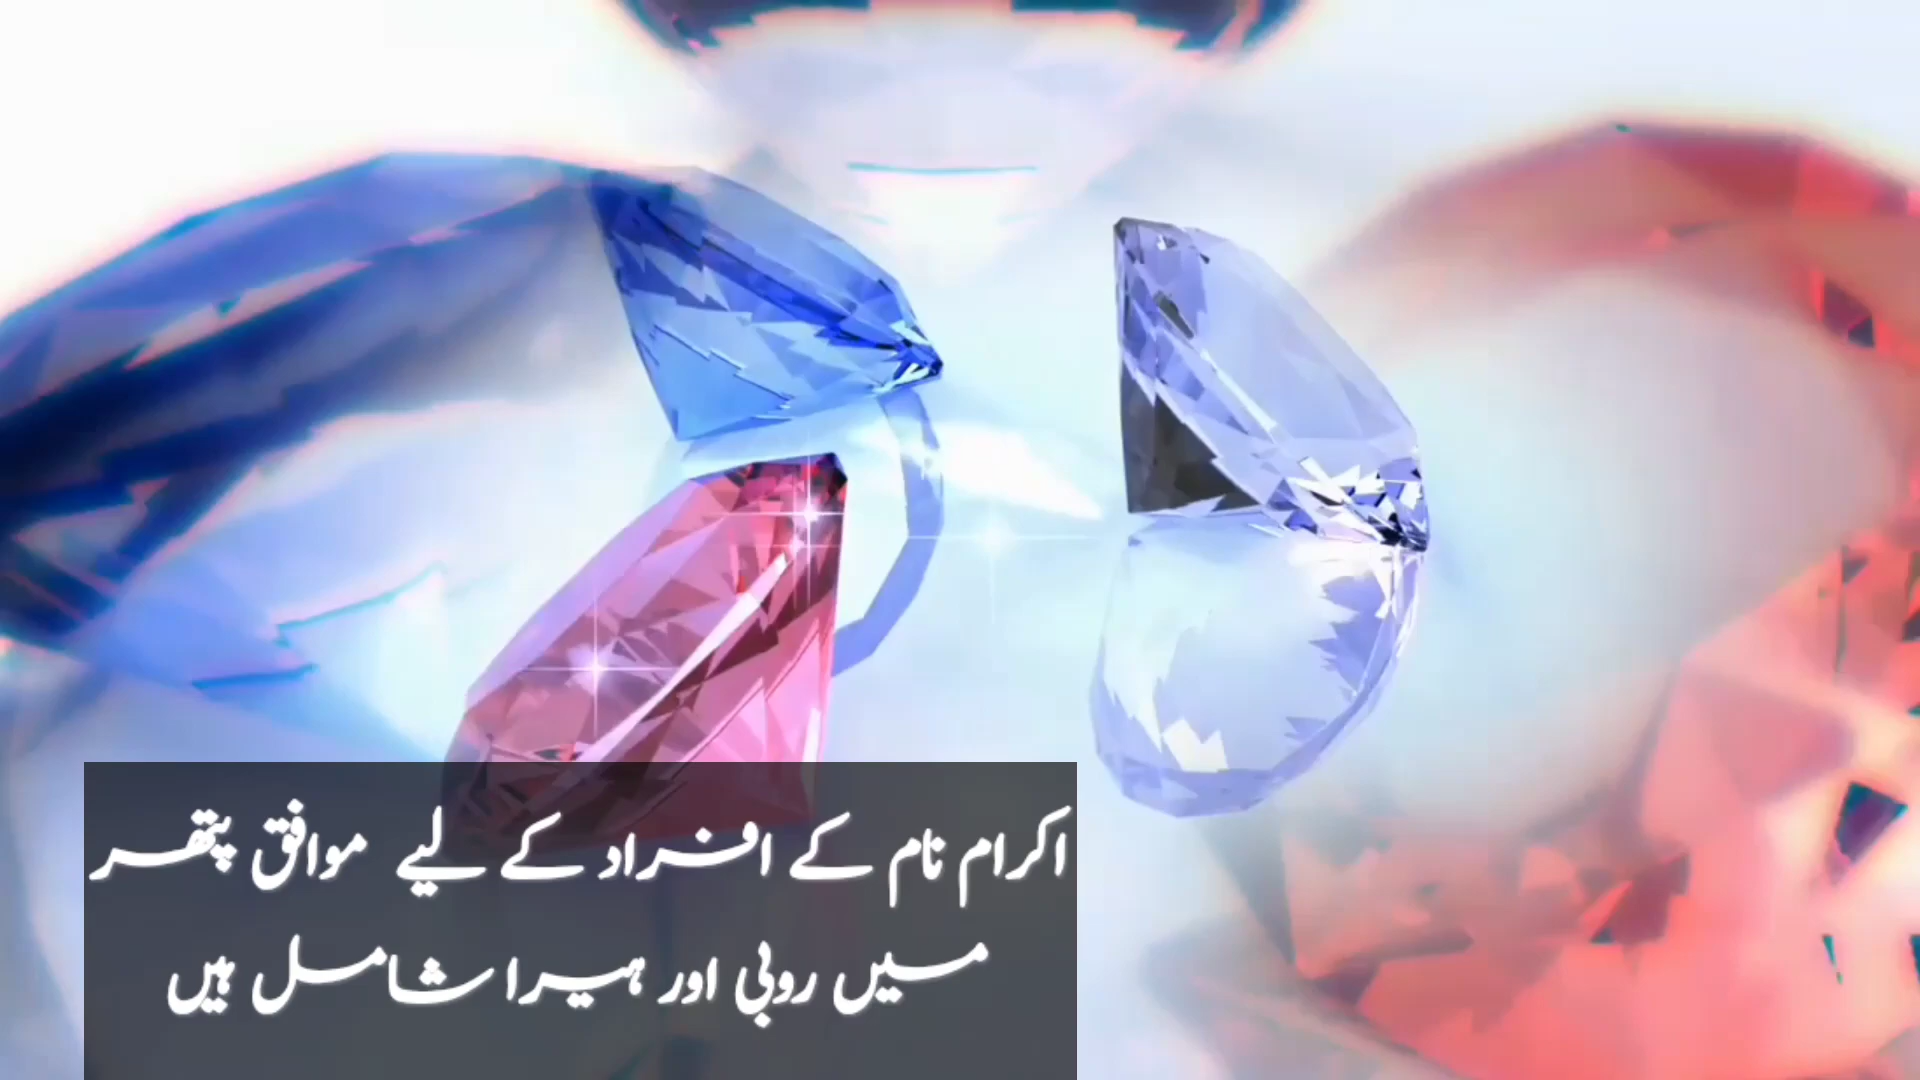 اکرام نام کے افراد کے لیے موافق پتھر
میں روبی اور ہیرا شامل ہیں